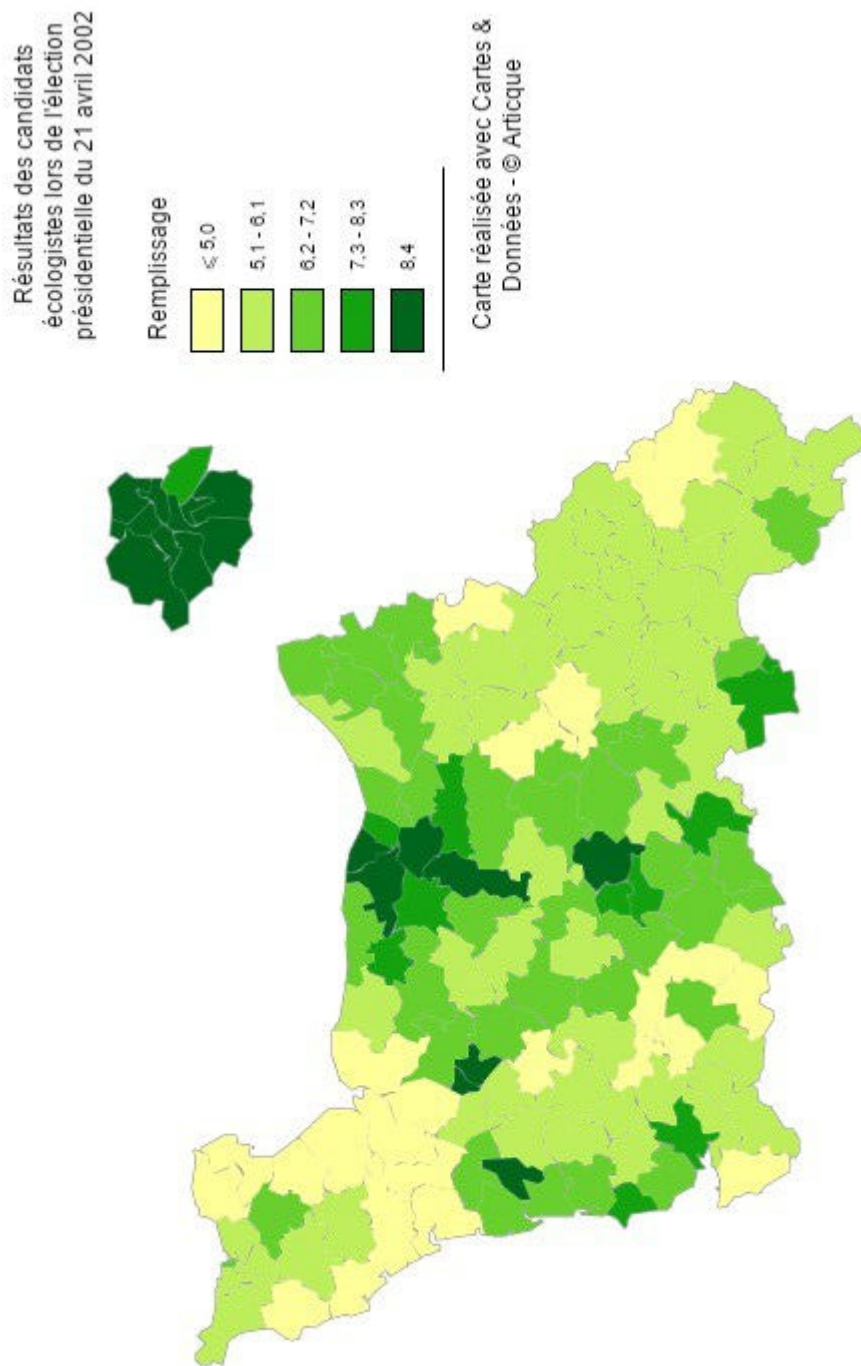 Résultats des candidats
écologistes lors de l'élection
présidentielle du 21 avril 2002
Remplissage
⩽ 5,0
5,1 - 6,1
6,2 - 7,2
7,3 - 8,3
8,4
Carte réalisée avec Cartes &
Données - © Articque